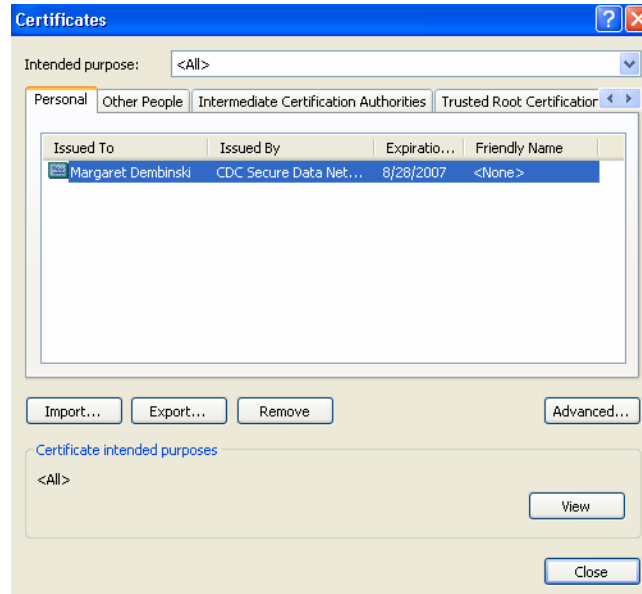 Certificates
Intended purpose: <All>
Personal Other People Intermediate Certification Authorities Trusted Root Certification
Issued To Issued By Expiratio... Friendly Name
Margaret Dembinski CDC Secure Data Net... 8/28/2007 <None>
Import... Export... Remove Advanced...
Certificate intended purposes
<All>
View
Close